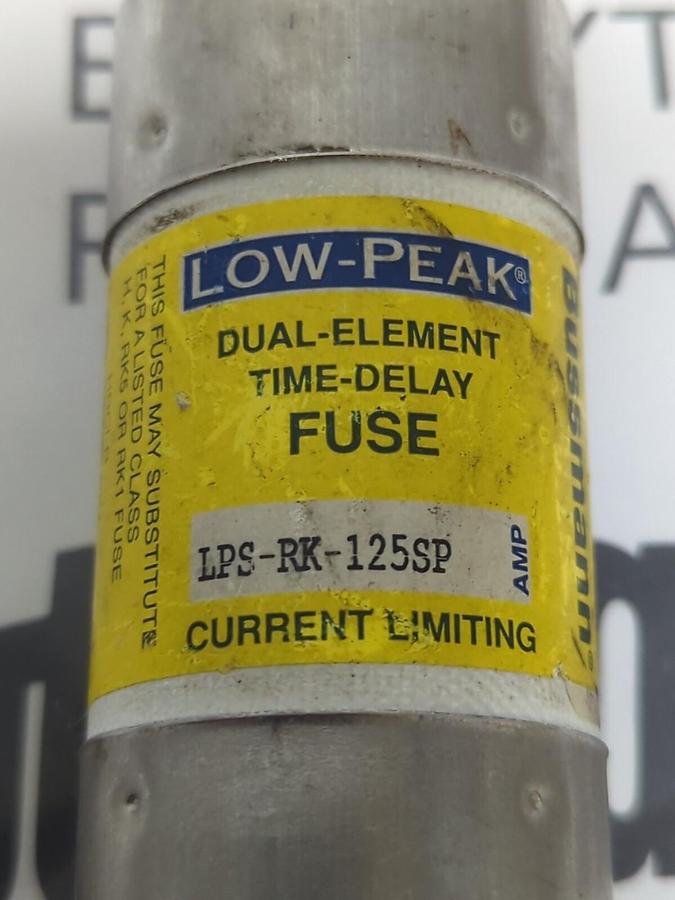 LOW-PEAK®
DUAL-ELEMENT
TIME-DELAY
FUSE
LPS-RK-125SP
AMP
CURRENT LIMITING
THIS FUSE MAY SUBSTITUTE
FOR A LISTED CLASS
H, K, RK5 OR RK1 FUSE
BUSSMANN®